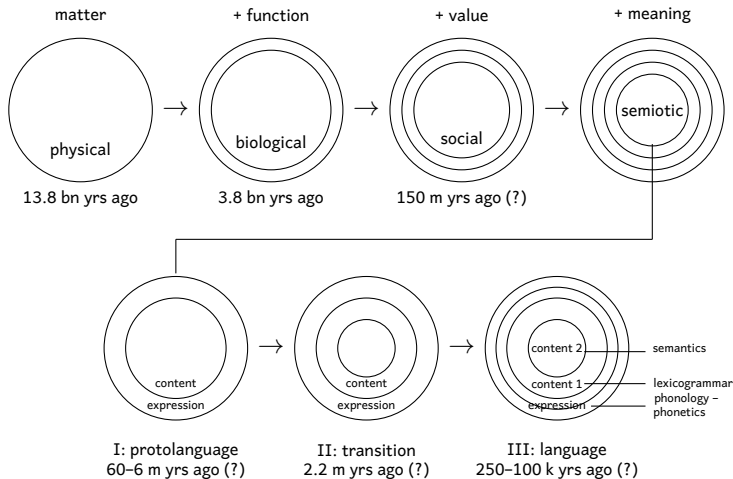 matter
+ function
+ value
+ meaning
physical
biological
social
semiotic
13.8 bn yrs ago
3.8 bn yrs ago
150 m yrs ago (?)
content
expression
content
expression
content 2
content 1
expression
semantics
lexicogrammar
phonology –
phonetics
I: protolanguage
60–6 m yrs ago (?)
II: transition
2.2 m yrs ago (?)
III: language
250–100 k yrs ago (?)